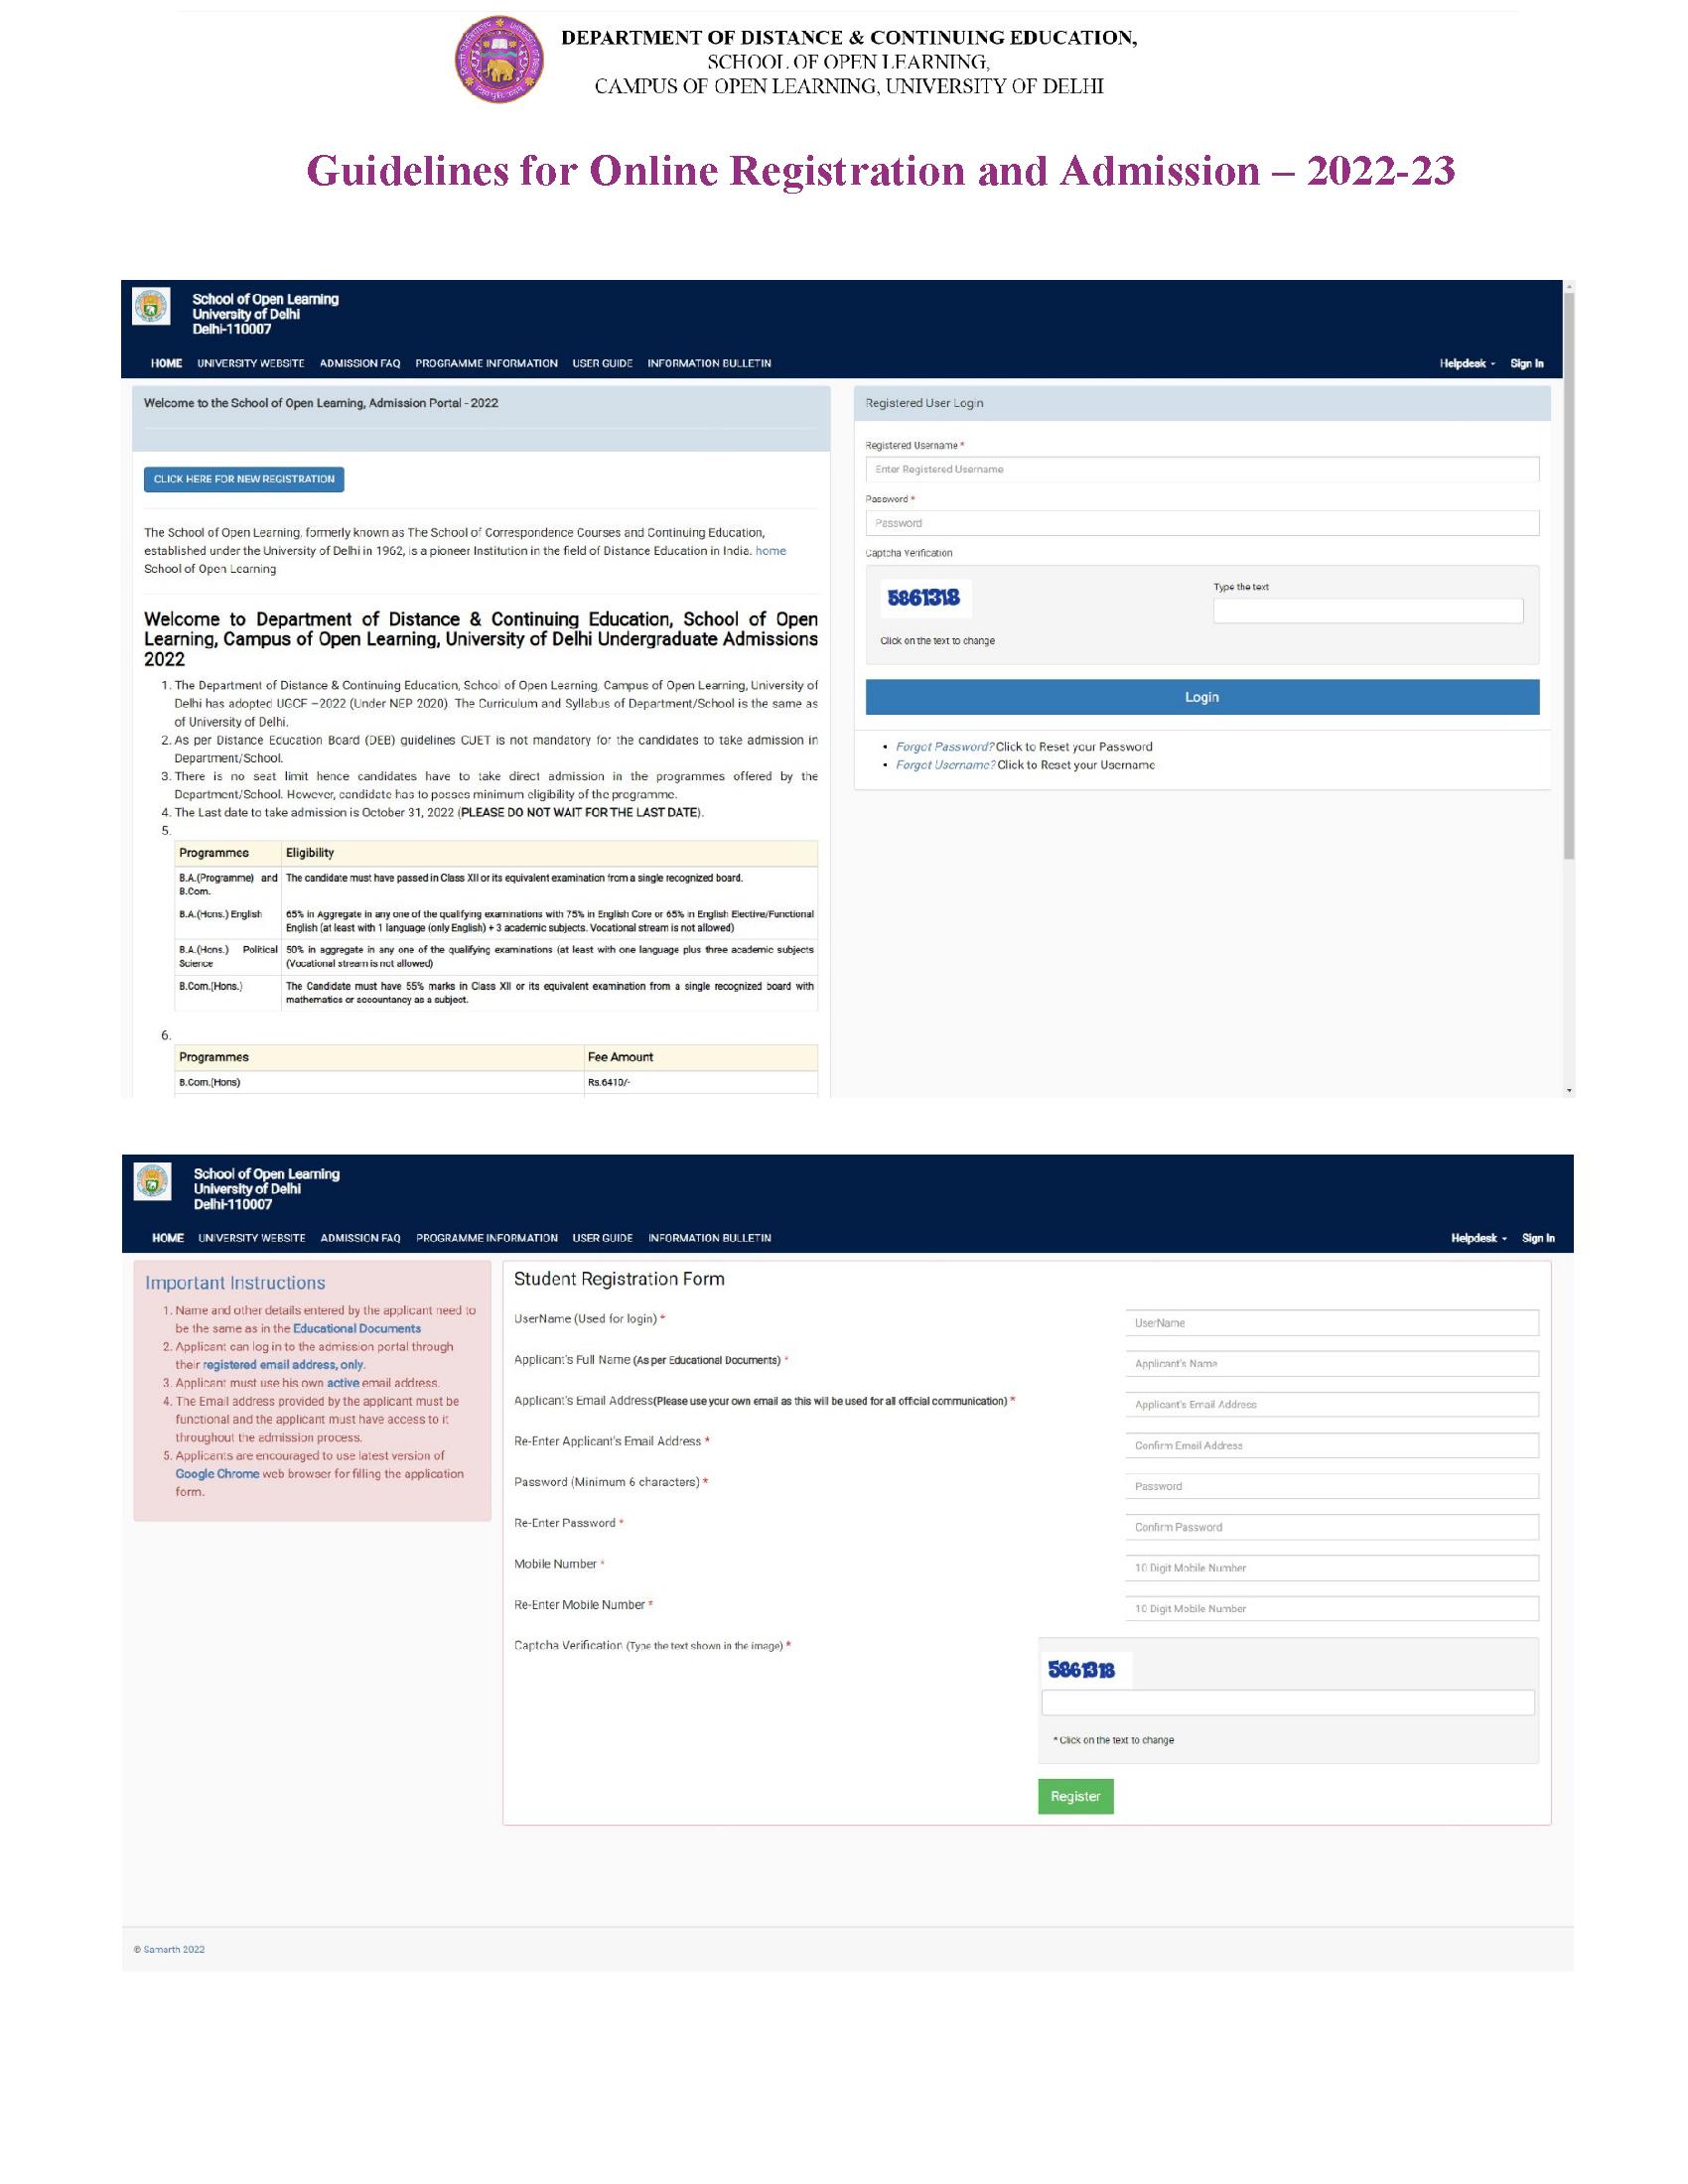 DEPARTMENT OF DISTANCE & CONTINUING EDUCATION,
SCHOOL OF OPEN LEARNING,
CAMPUS OF OPEN LEARNING, UNIVERSITY OF DELHI
Guidelines for Online Registration and Admission – 2022-23
School of Open Learning
University of Delhi
Delhi-110007
HOME UNIVERSITY WEBSITE ADMISSION FAQ PROGRAMME INFORMATION USER GUIDE INFORMATION BULLETIN Helpdesk Sign In
Welcome to the School of Open Learning, Admission Portal - 2022
CLICK HERE FOR NEW REGISTRATION
The School of Open Learning, formerly known as The School of Correspondence Courses and Continuing Education,
established under the University of Delhi in 1962, is a pioneer Institution in the field of Distance Education in India. home
School of Open Learning
Welcome to Department of Distance & Continuing Education, School of Open
Learning, Campus of Open Learning, University of Delhi Undergraduate Admissions
2022
1. The Department of Distance & Continuing Education, School of Open Learning, Campus of Open Learning, University of
Delhi has adopted UGCF –2022 (Under NEP 2020). The Curriculum and Syllabus of Department/School is the same as
of University of Delhi.
2. As per Distance Education Board (DEB) guidelines CUET is not mandatory for the candidates to take admission in
Department/School.
3. There is no seat limit hence candidates have to take direct admission in the programmes offered by the
Department/School. However, candidate has to posses minimum eligibility of the programme.
4. The Last date to take admission is October 31, 2022 (PLEASE DO NOT WAIT FOR THE LAST DATE).
5.
Programmes Eligibility
B.A.(Programme) and The candidate must have passed in Class XII or its equivalent examination from a single recognized board.
B.Com.
B.A.(Hons.) English 65% in Aggregate in any one of the qualifying examinations with 75% in English Core or 65% in English Elective/Functional
English (at least with 1 language (only English) + 3 academic subjects. Vocational stream is not allowed)
B.A.(Hons.) Political 50% in aggregate in any one of the qualifying examinations (at least with one language plus three academic subjects
Science (Vocational stream is not allowed)
B.Com.(Hons.) The Candidate must have 55% marks in Class XII or its equivalent examination from a single recognized board with
mathematics or accountancy as a subject.
6.
Programmes Fee Amount
B.Com.(Hons) Rs.6410/-
Registered User Login
Registered Username *
Enter Registered Username
Password *
Password
Captcha Verification
5861318
Type the text
Click on the text to change
Login
• Forgot Password? Click to Reset your Password
• Forgot Username? Click to Reset your Username
School of Open Learning
University of Delhi
Delhi-110007
HOME UNIVERSITY WEBSITE ADMISSION FAQ PROGRAMME INFORMATION USER GUIDE INFORMATION BULLETIN Helpdesk Sign In
Important Instructions
1. Name and other details entered by the applicant need to
be the same as in the Educational Documents
2. Applicant can log in to the admission portal through
their registered email address, only.
3. Applicant must use his own active email address.
4. The Email address provided by the applicant must be
functional and the applicant must have access to it
throughout the admission process.
5. Applicants are encouraged to use latest version of
Google Chrome web browser for filling the application
form.
Student Registration Form
UserName (Used for login) * UserName
Applicant's Full Name (As per Educational Documents) * Applicant's Name
Applicant's Email Address(Please use your own email as this will be used for all official communication) * Applicant's Email Address
Re-Enter Applicant's Email Address * Confirm Email Address
Password (Minimum 6 characters) * Password
Re-Enter Password * Confirm Password
Mobile Number * 10 Digit Mobile Number
Re-Enter Mobile Number * 10 Digit Mobile Number
Captcha Verification (Type the text shown in the image) *
5861318
* Click on the text to change
Register
© Samarth 2022